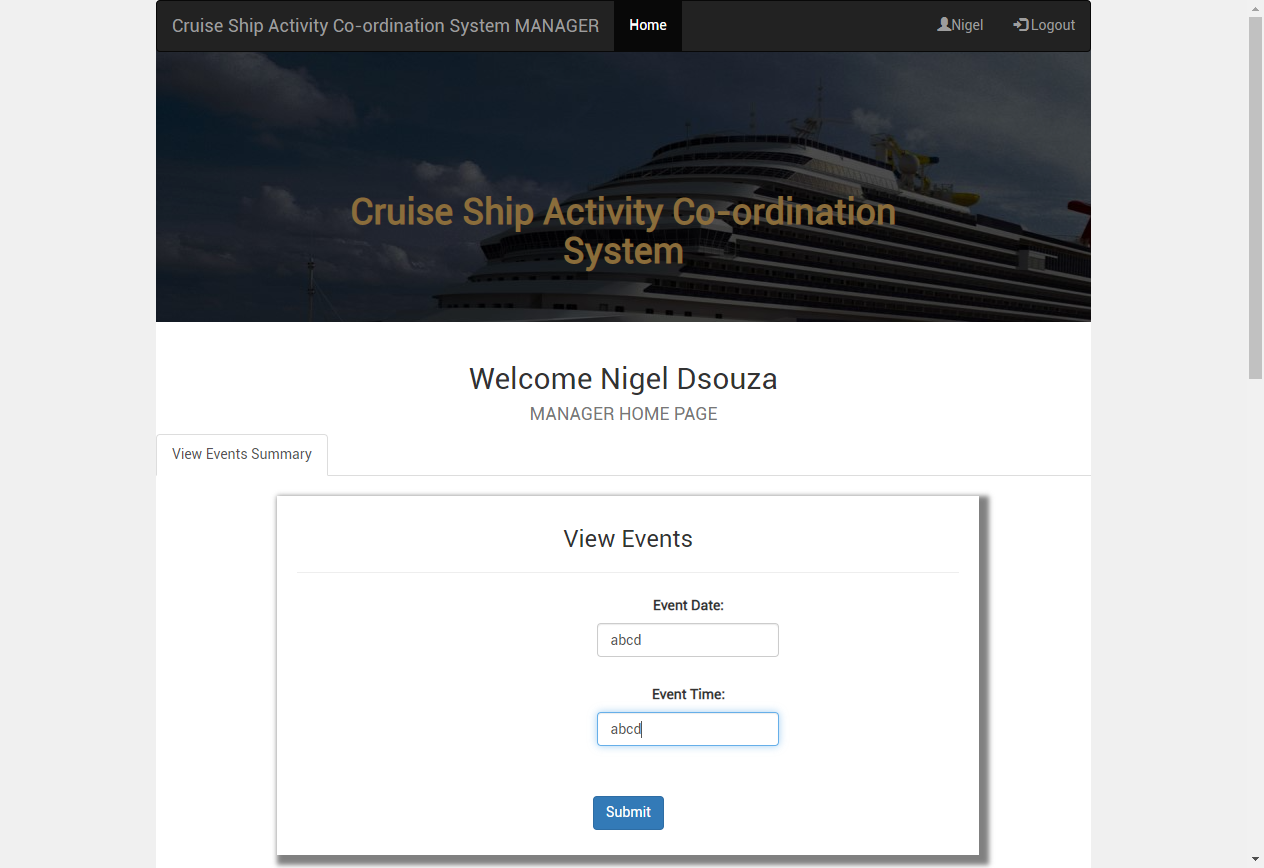 Cruise Ship Activity Co-ordination System MANAGER Home Nigel Logout
Cruise Ship Activity Co-ordination
System
Welcome Nigel Dsouza
MANAGER HOME PAGE
View Events Summary
View Events
Event Date:
abcd
Event Time:
abcd
Submit